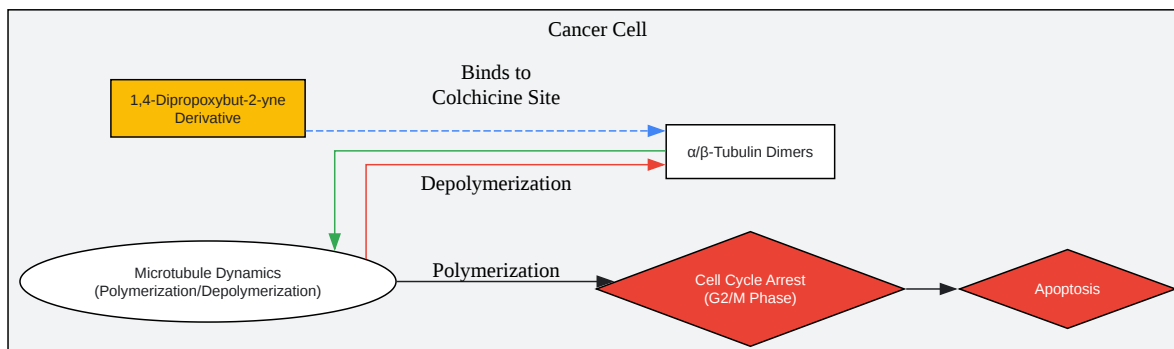 Cancer Cell
Binds to
Colchicine Site
1,4-Dipropoxybut-2-yne
Derivative
α/β-Tubulin Dimers
Depolymerization
Microtubule Dynamics
(Polymerization/Depolymerization)
Polymerization
Cell Cycle Arrest
(G2/M Phase)
Apoptosis